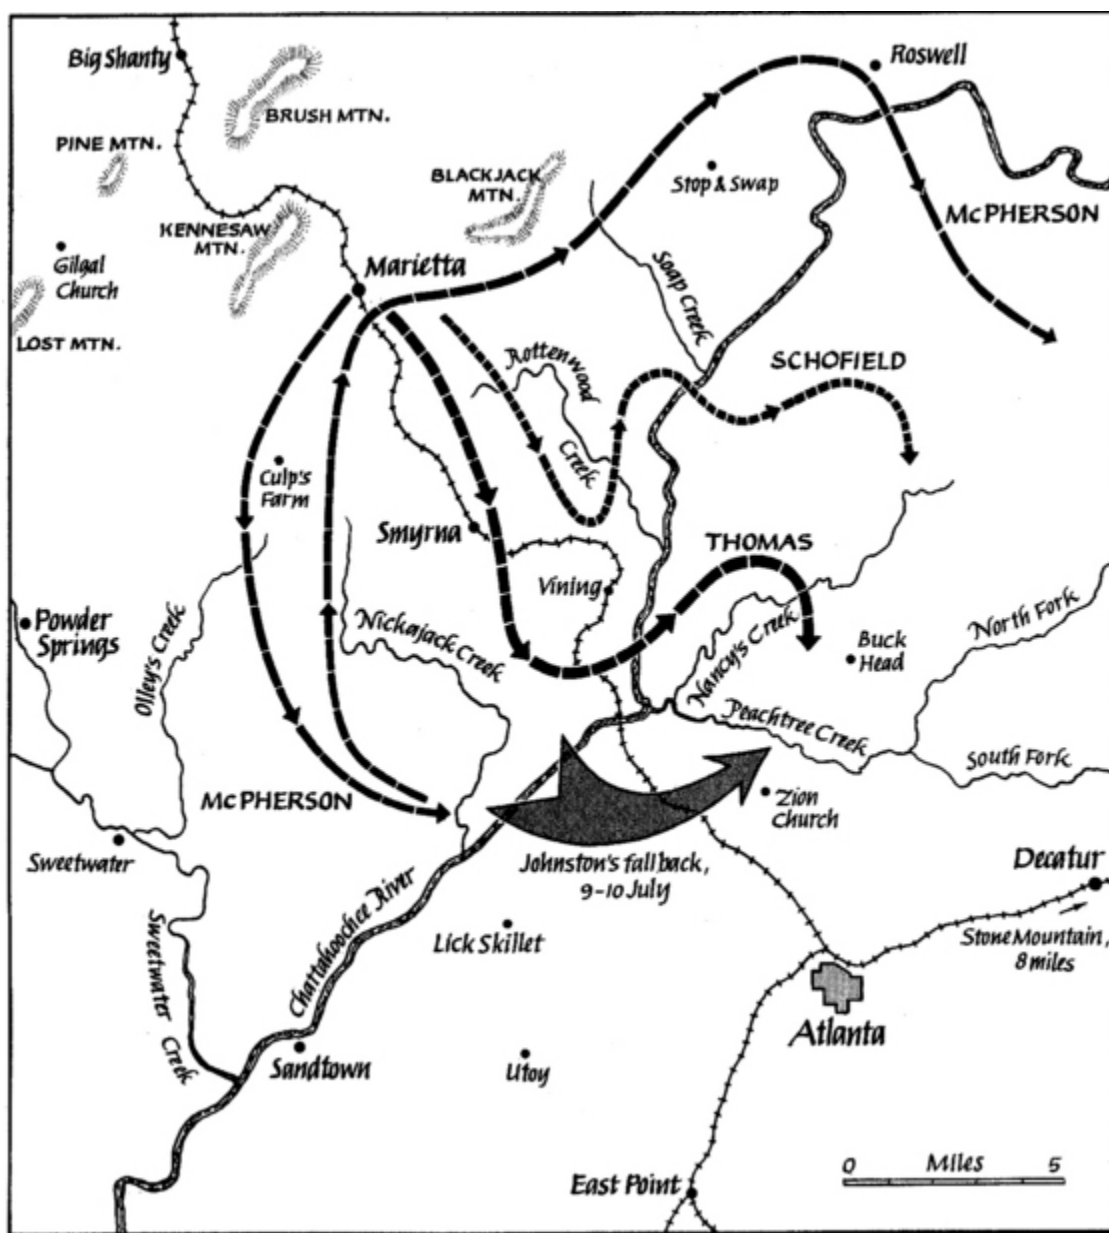 Big Shanty
Roswell
BRUSH MTN.
PINE MTN.
BLACKJACK
MTN.
Stop & Swap
McPHERSON
KENNESAW
MTN.
Gilgal
Church
Marietta
Soap Creek
LOST MTN.
Rottenwood
Creek
SCHOFIELD
Culp's
Farm
Smyrna
THOMAS
Vining
Powder
Springs
Olley's Creek
Nickajack Creek
Nancy's Creek
Buck
Head
North Fork
Peachtree Creek
South Fork
McPHERSON
Zion
Church
Sweetwater
Johnston's fall back,
9-10 July
Decatur
Chattahoochee River
Lick Skillet
Stone Mountain,
8 miles
Sweetwater Creek
Atlanta
Sandtown
Utoy
East Point
0 Miles 5